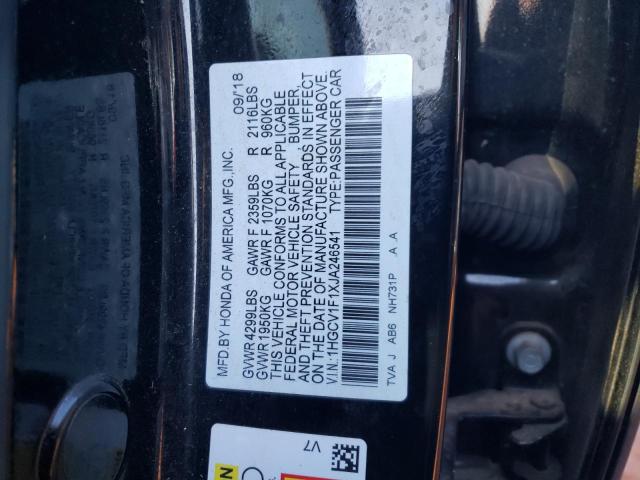 MFD.BY HONDA OF AMERICA MFG.,INC. 09/'18
GVWR 4299LBS GAWR F 2359LBS R 2116LBS
GVWR 1950KG GAWR F 1070KG R 960KG
THIS VEHICLE CONFORMS TO ALL APPLICABLE
FEDERAL MOTOR VEHICLE SAFETY BUMPER,
AND THEFT PREVENTION STANDARDS IN EFFECT
ON THE DATE OF MANUFACTURE SHOWN ABOVE.
V.I.N.:1HGCV1F1XJA246541 TYPE:PASSENGER CAR
TVA J AB6 NH731P A A
V7